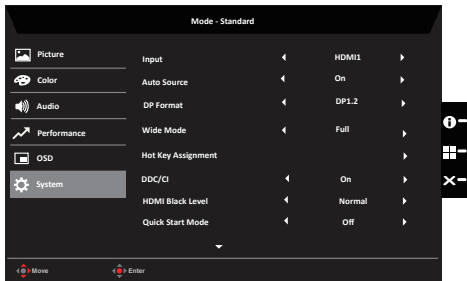 Mode - Standard
Picture
Color
Audio
Performance
OSD
System
Input HDMI1
Auto Source On
DP Format DP1.2
Wide Mode Full
Hot Key Assignment
DDC/CI On
HDMI Black Level Normal
Quick Start Mode Off
Move Enter